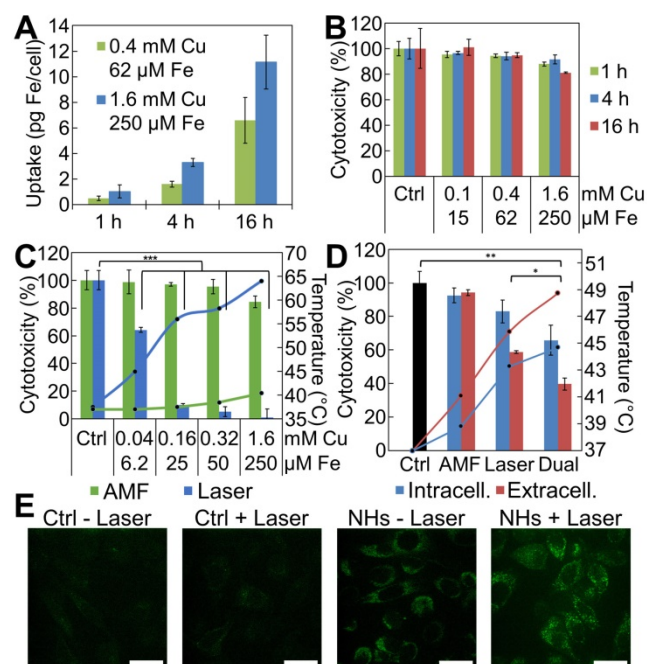 A
Uptake (pg Fe/cell)
14
12
10
8
6
4
2
0
0.4 mM Cu
62 µM Fe
1.6 mM Cu
250 µM Fe
1 h 4 h 16 h
B
Cytotoxicity (%)
120
100
80
60
40
20
0
1 h
4 h
16 h
Ctrl 0.1 0.4 1.6 mM Cu
15 62 250 µM Fe
C
Cytotoxicity (%)
120
100
80
60
40
20
0
***
70
65
60
55
50
45
40
35
Temperature (°C)
Ctrl 0.04 0.16 0.32 1.6 mM Cu
6.2 25 50 250 µM Fe
AMF Laser
D
Cytotoxicity (%)
120
100
80
60
40
20
0
**
*
51
49
47
45
43
41
39
37
Temperature (°C)
Ctrl AMF Laser Dual
Intracell. Extracell.
E
Ctrl - Laser Ctrl + Laser NHs - Laser NHs + Laser